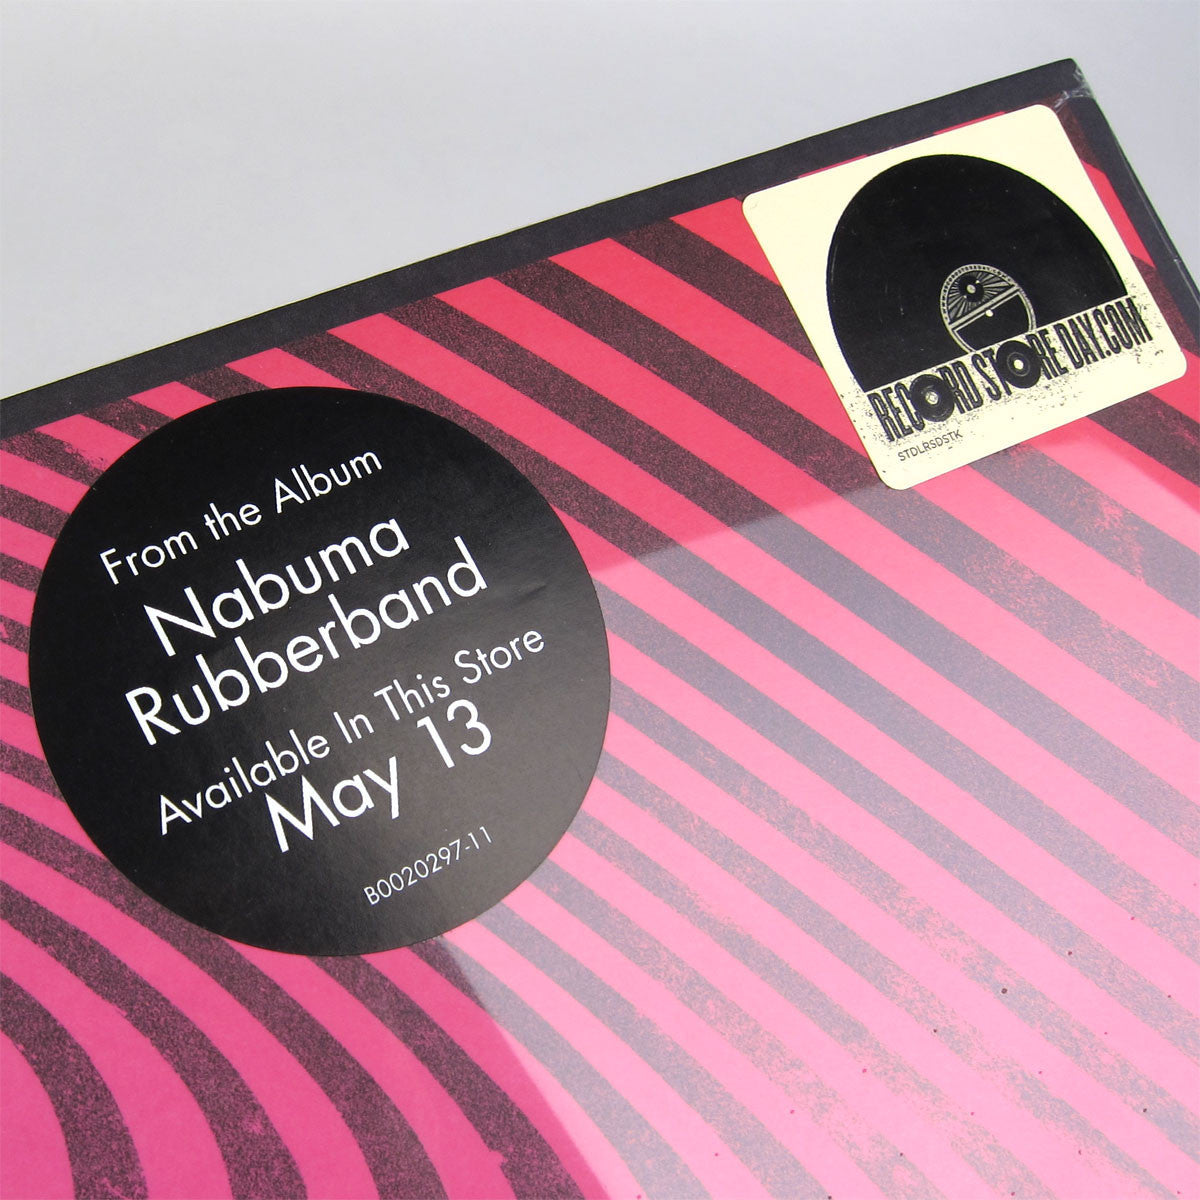 From the Album
Nabuma
Rubberband
Available In This Store
May 13
B0020297-11
RECORD STORE DAY.COM
STDLRSDSTK